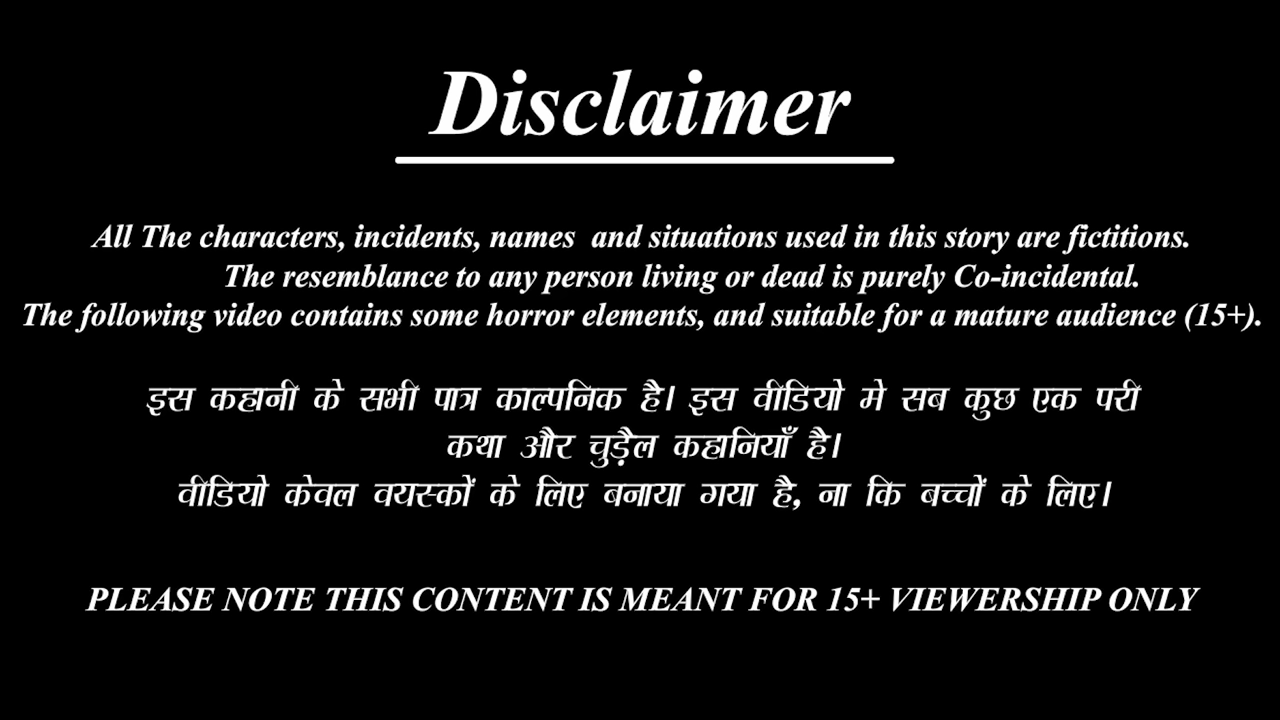 Disclaimer
All The characters, incidents, names and situations used in this story are fictitions.
The resemblance to any person living or dead is purely Co-incidental.
The following video contains some horror elements, and suitable for a mature audience (15+).
इस कहानी के सभी पात्र काल्पनिक है। इस वीडियो मे सब कुछ एक परी
कथा और चुड़ैल कहानियाँ है।
वीडियो केवल वयस्कों के लिए बनाया गया है, ना कि बच्चों के लिए।
PLEASE NOTE THIS CONTENT IS MEANT FOR 15+ VIEWERSHIP ONLY